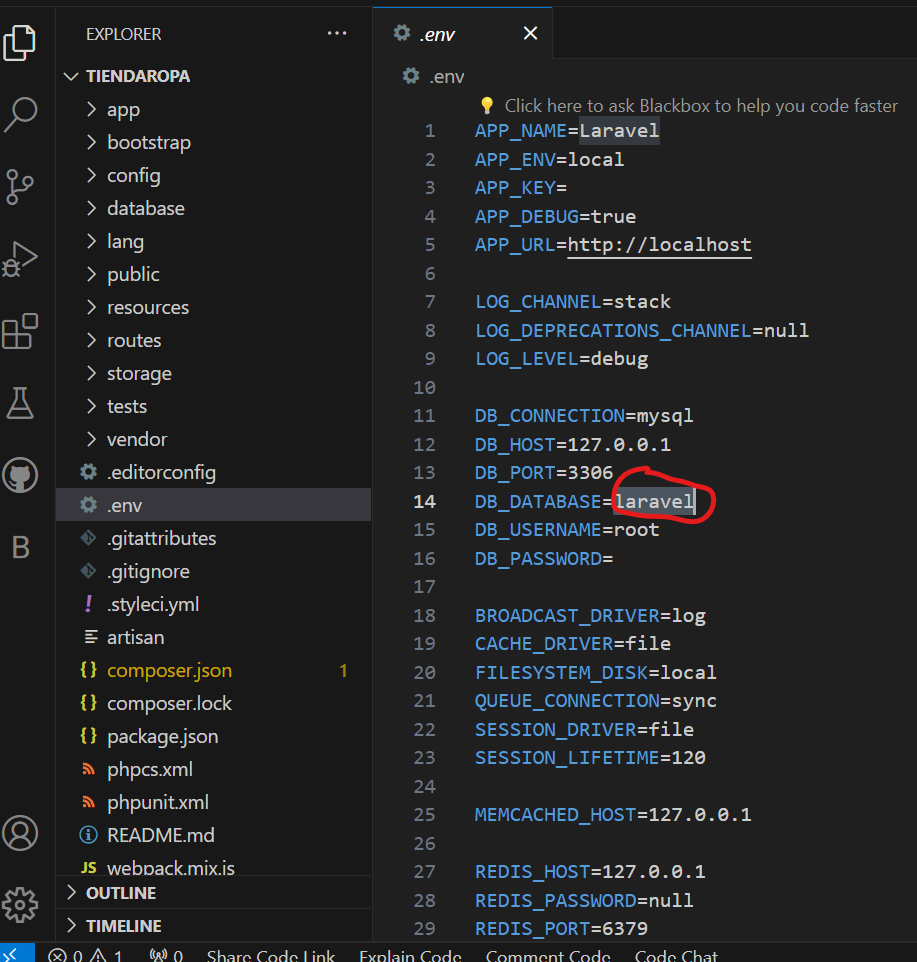 EXPLORER
···
TIENDAROPA
app
bootstrap
config
database
lang
public
resources
routes
storage
tests
vendor
.editorconfig
.env
.gitattributes
.gitignore
! .styleci.yml
artisan
{} composer.json 1
{} composer.lock
{} package.json
phpcs.xml
phpunit.xml
README.md
JS webpack.mix.js
OUTLINE
TIMELINE
B
.env
.env
Click here to ask Blackbox to help you code faster
1 APP_NAME=Laravel
2 APP_ENV=local
3 APP_KEY=
4 APP_DEBUG=true
5 APP_URL=http://localhost
6
7 LOG_CHANNEL=stack
8 LOG_DEPRECATIONS_CHANNEL=null
9 LOG_LEVEL=debug
10
11 DB_CONNECTION=mysql
12 DB_HOST=127.0.0.1
13 DB_PORT=3306
14 DB_DATABASE=laravel
15 DB_USERNAME=root
16 DB_PASSWORD=
17
18 BROADCAST_DRIVER=log
19 CACHE_DRIVER=file
20 FILESYSTEM_DISK=local
21 QUEUE_CONNECTION=sync
22 SESSION_DRIVER=file
23 SESSION_LIFETIME=120
24
25 MEMCACHED_HOST=127.0.0.1
26
27 REDIS_HOST=127.0.0.1
28 REDIS_PASSWORD=null
29 REDIS_PORT=6379
0 1 0 Share Code Link Explain Code Comment Code Code Chat